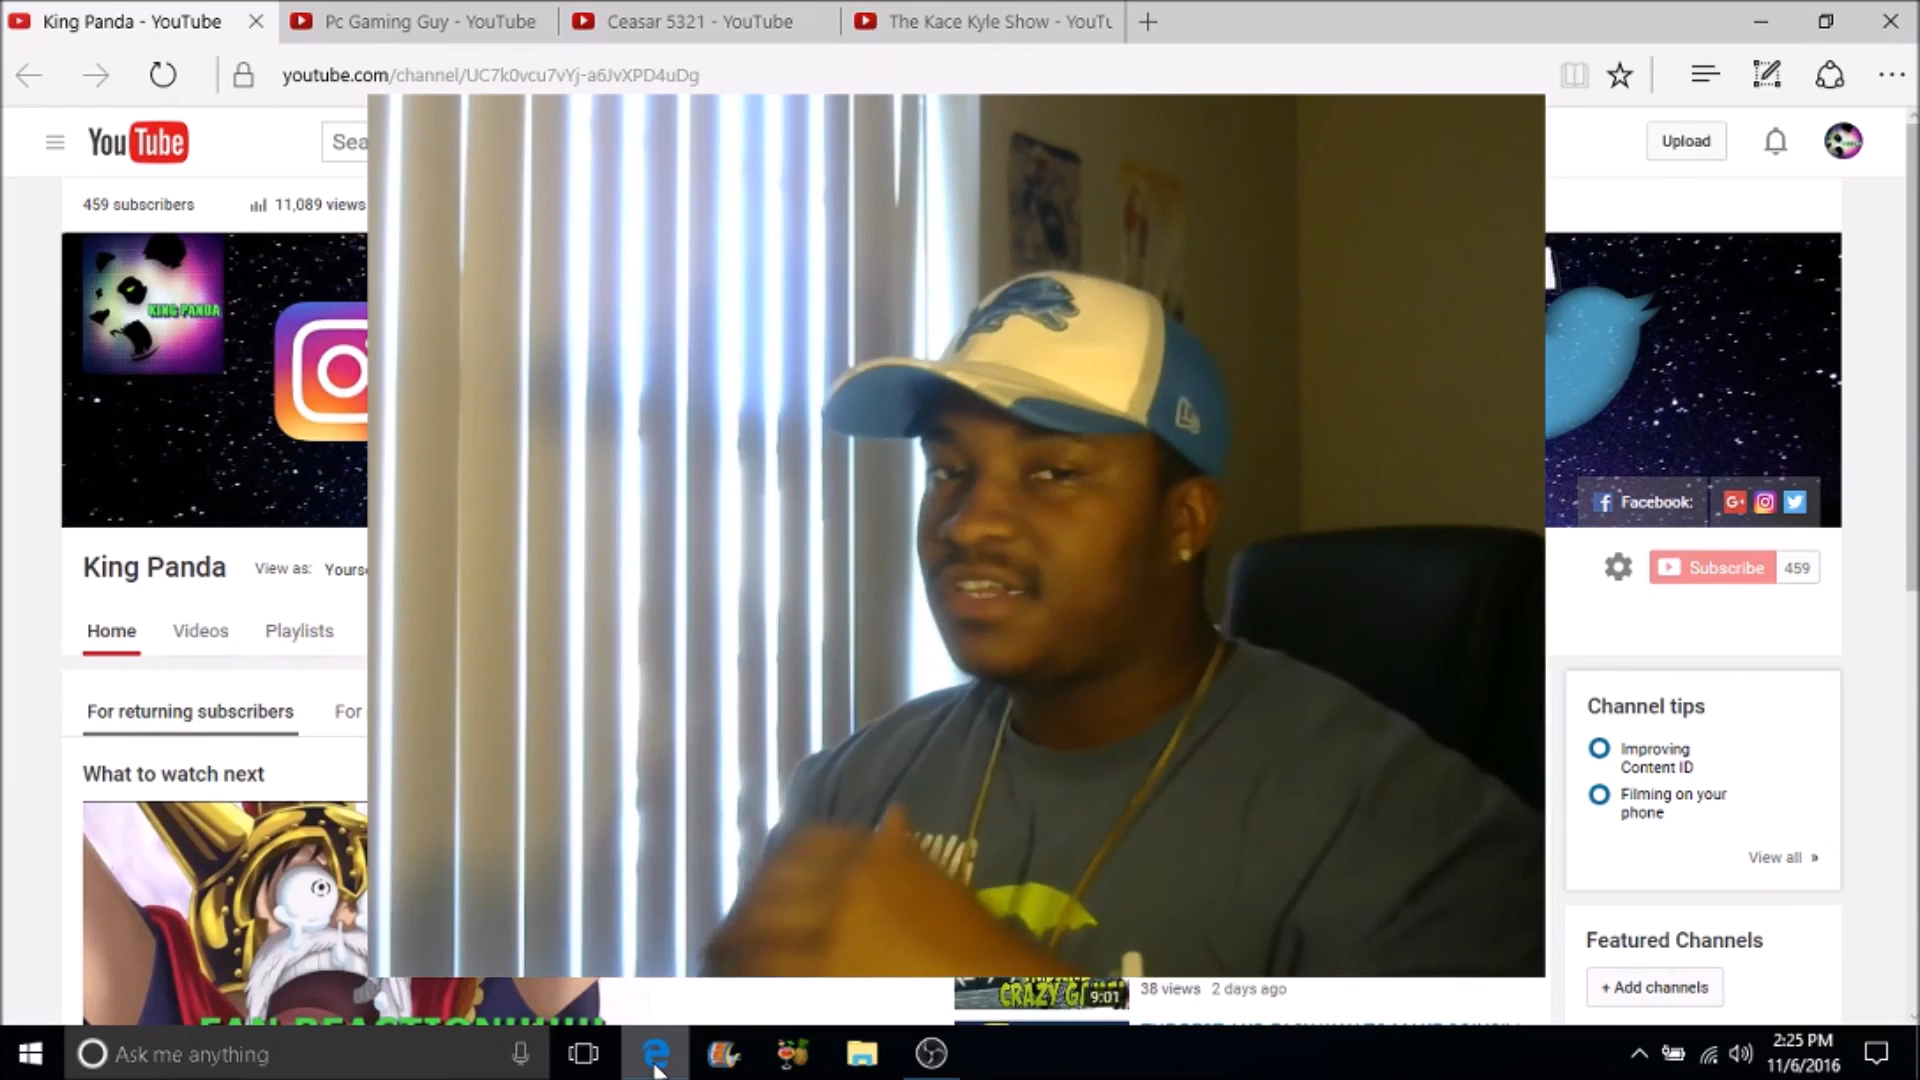 King Panda - YouTube
Pc Gaming Guy - YouTube
Ceasar 5321 - YouTube
The Kace Kyle Show - YouTu
youtube.com/channel/UC7k0vcu7vYj-a6JvXPD4uDg
YouTube
Sea
Upload
459 subscribers
11,089 views
KING PANDA
Facebook:
G+
King Panda
View as:
Yours
Subscribe
459
Home
Videos
Playlists
For returning subscribers
For
What to watch next
Channel tips
Improving
Content ID
Filming on your
phone
View all »
Featured Channels
+ Add channels
CRAZY
9:01
38 views
2 days ago
FAN REACTION
Ask me anything
2:25 PM
11/6/2016